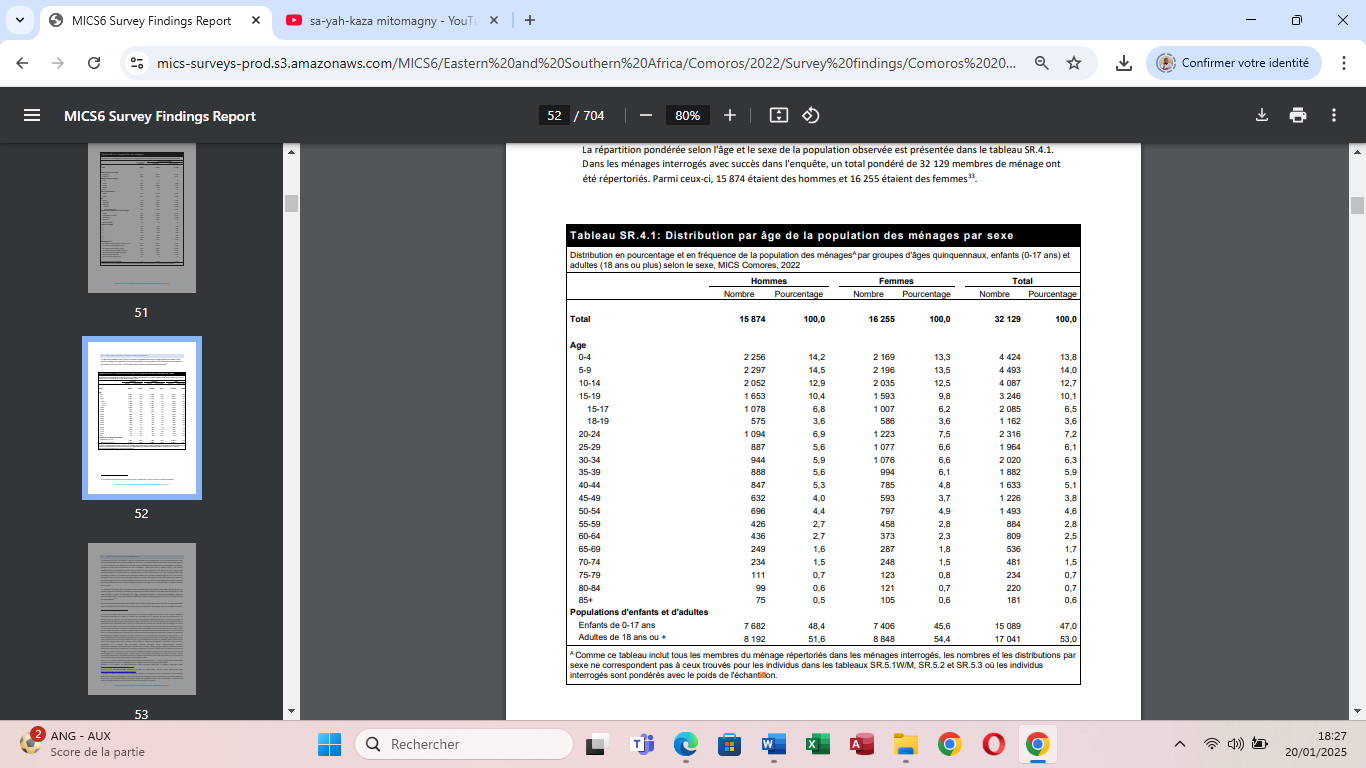 MICS6 Survey Findings Report
sa-yah-kaza mitomagny - YouTu
mics-surveys-prod.s3.amazonaws.com/MICS6/Eastern%20and%20Southern%20Africa/Comoros/2022/Survey%20findings/Comoros%2020...
Confirmer votre identité
MICS6 Survey Findings Report
52 / 704
80%
51
52
53
La répartition pondérée selon l'âge et le sexe de la population observée est présentée dans le tableau SR.4.1.
Dans les ménages interrogés avec succès dans l'enquête, un total pondéré de 32 129 membres de ménage ont
été répertoriés. Parmi ceux-ci, 15 874 étaient des hommes et 16 255 étaient des femmes33.
Tableau SR.4.1: Distribution par âge de la population des ménages par sexe
Distribution en pourcentage et en fréquence de la population des ménagesA par groupes d'âges quinquennaux, enfants (0-17 ans) et
adultes (18 ans ou plus) selon le sexe, MICS Comores, 2022
Hommes Femmes Total
Nombre Pourcentage Nombre Pourcentage Nombre Pourcentage
Total 15 874 100,0 16 255 100,0 32 129 100,0
Age
0-4 2 256 14,2 2 169 13,3 4 424 13,8
5-9 2 297 14,5 2 196 13,5 4 493 14,0
10-14 2 052 12,9 2 035 12,5 4 087 12,7
15-19 1 653 10,4 1 593 9,8 3 246 10,1
15-17 1 078 6,8 1 007 6,2 2 085 6,5
18-19 575 3,6 586 3,6 1 162 3,6
20-24 1 094 6,9 1 223 7,5 2 316 7,2
25-29 887 5,6 1 077 6,6 1 964 6,1
30-34 944 5,9 1 076 6,6 2 020 6,3
35-39 888 5,6 994 6,1 1 882 5,9
40-44 847 5,3 785 4,8 1 633 5,1
45-49 632 4,0 593 3,7 1 226 3,8
50-54 696 4,4 797 4,9 1 493 4,6
55-59 426 2,7 458 2,8 884 2,8
60-64 436 2,7 373 2,3 809 2,5
65-69 249 1,6 287 1,8 536 1,7
70-74 234 1,5 248 1,5 481 1,5
75-79 111 0,7 123 0,8 234 0,7
80-84 99 0,6 121 0,7 220 0,7
85+ 75 0,5 105 0,6 181 0,6
Populations d'enfants et d'adultes
Enfants de 0-17 ans 7 682 48,4 7 406 45,6 15 089 47,0
Adultes de 18 ans ou + 8 192 51,6 8 848 54,4 17 041 53,0
A Comme ce tableau inclut tous les membres du ménage répertoriés dans les ménages interrogés, les nombres et les distributions par
sexe ne correspondent pas à ceux trouvés pour les individus dans les tableaux SR.5.1W/M, SR.5.2 et SR.5.3 où les individus
interrogés sont pondérés avec le poids de l'échantillon.
2
ANG - AUX
Score de la partie
Rechercher
18:27
20/01/2025